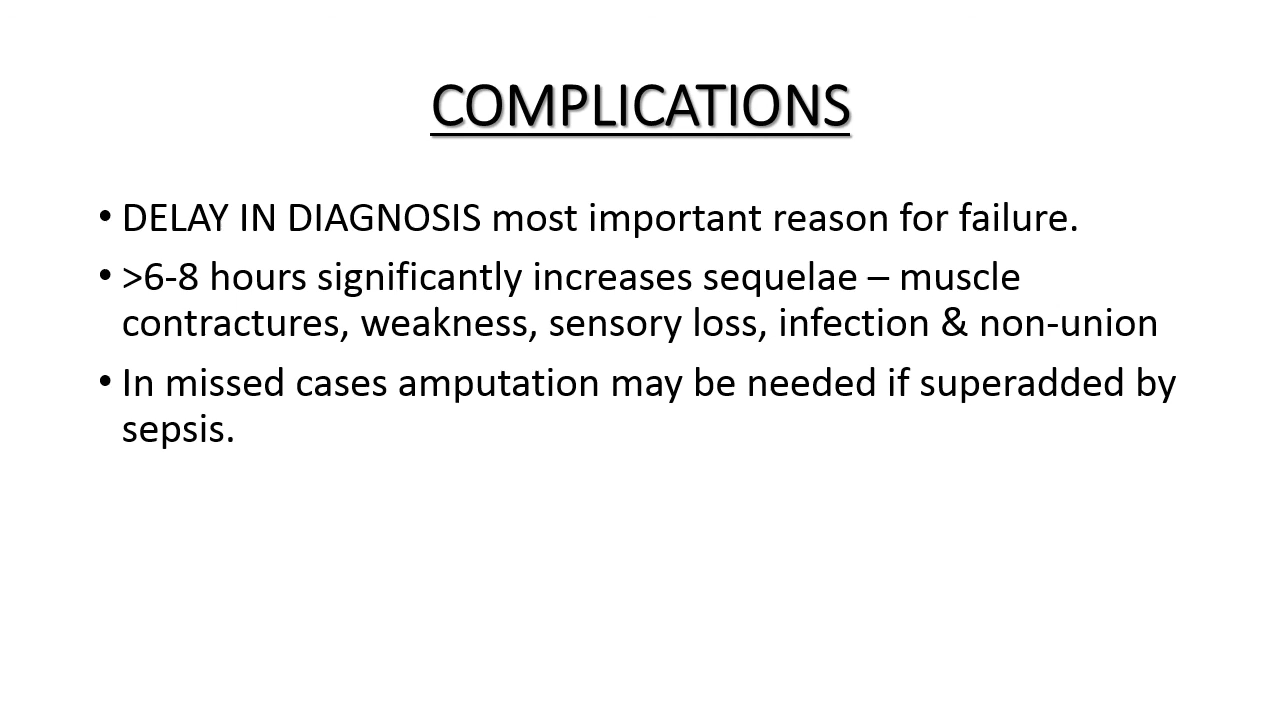 COMPLICATIONS
• DELAY IN DIAGNOSIS most important reason for failure.
• >6-8 hours significantly increases sequelae – muscle
contractures, weakness, sensory loss, infection & non-union
• In missed cases amputation may be needed if superadded by
sepsis.